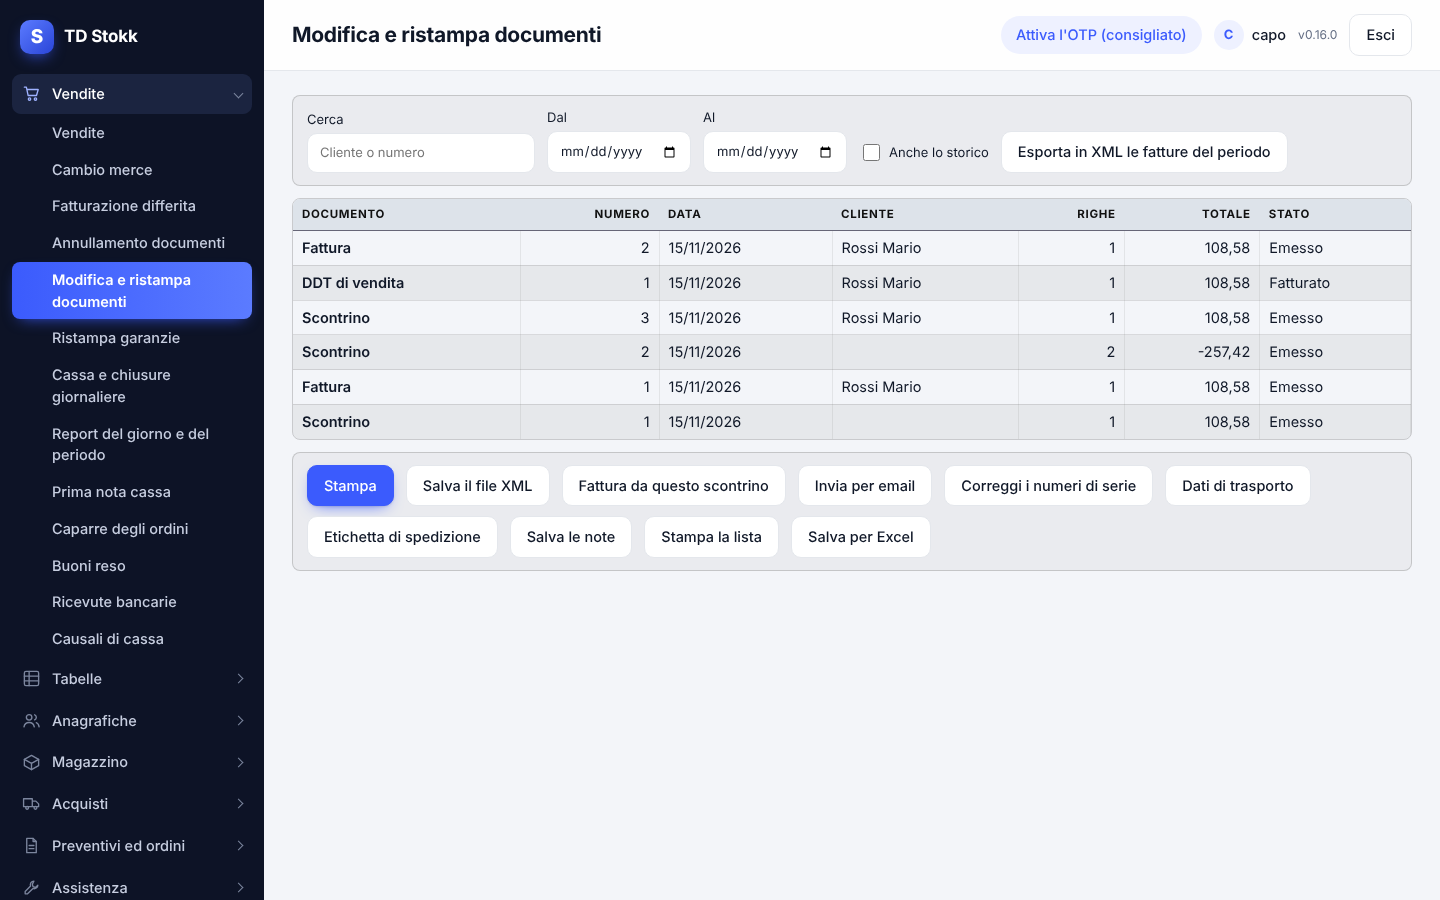 S TD Stokk
Vendite
Vendite
Cambio merce
Fatturazione differita
Annullamento documenti
Modifica e ristampa
documenti
Ristampa garanzie
Cassa e chiusure
giornaliere
Report del giorno e del
periodo
Prima nota cassa
Caparre degli ordini
Buoni reso
Ricevute bancarie
Causali di cassa
Tabelle
Anagrafiche
Magazzino
Acquisti
Preventivi ed ordini
Assistenza
Modifica e ristampa documenti
Attiva l'OTP (consigliato) C capo v0.16.0 Esci
Cerca Dal Al
Cliente o numero mm/dd/yyyy mm/dd/yyyy Anche lo storico Esporta in XML le fatture del periodo
DOCUMENTO NUMERO DATA CLIENTE RIGHE TOTALE STATO
Fattura 2 15/11/2026 Rossi Mario 1 108,58 Emesso
DDT di vendita 1 15/11/2026 Rossi Mario 1 108,58 Fatturato
Scontrino 3 15/11/2026 Rossi Mario 1 108,58 Emesso
Scontrino 2 15/11/2026 2 -257,42 Emesso
Fattura 1 15/11/2026 Rossi Mario 1 108,58 Emesso
Scontrino 1 15/11/2026 1 108,58 Emesso
Stampa Salva il file XML Fattura da questo scontrino Invia per email Correggi i numeri di serie Dati di trasporto
Etichetta di spedizione Salva le note Stampa la lista Salva per Excel